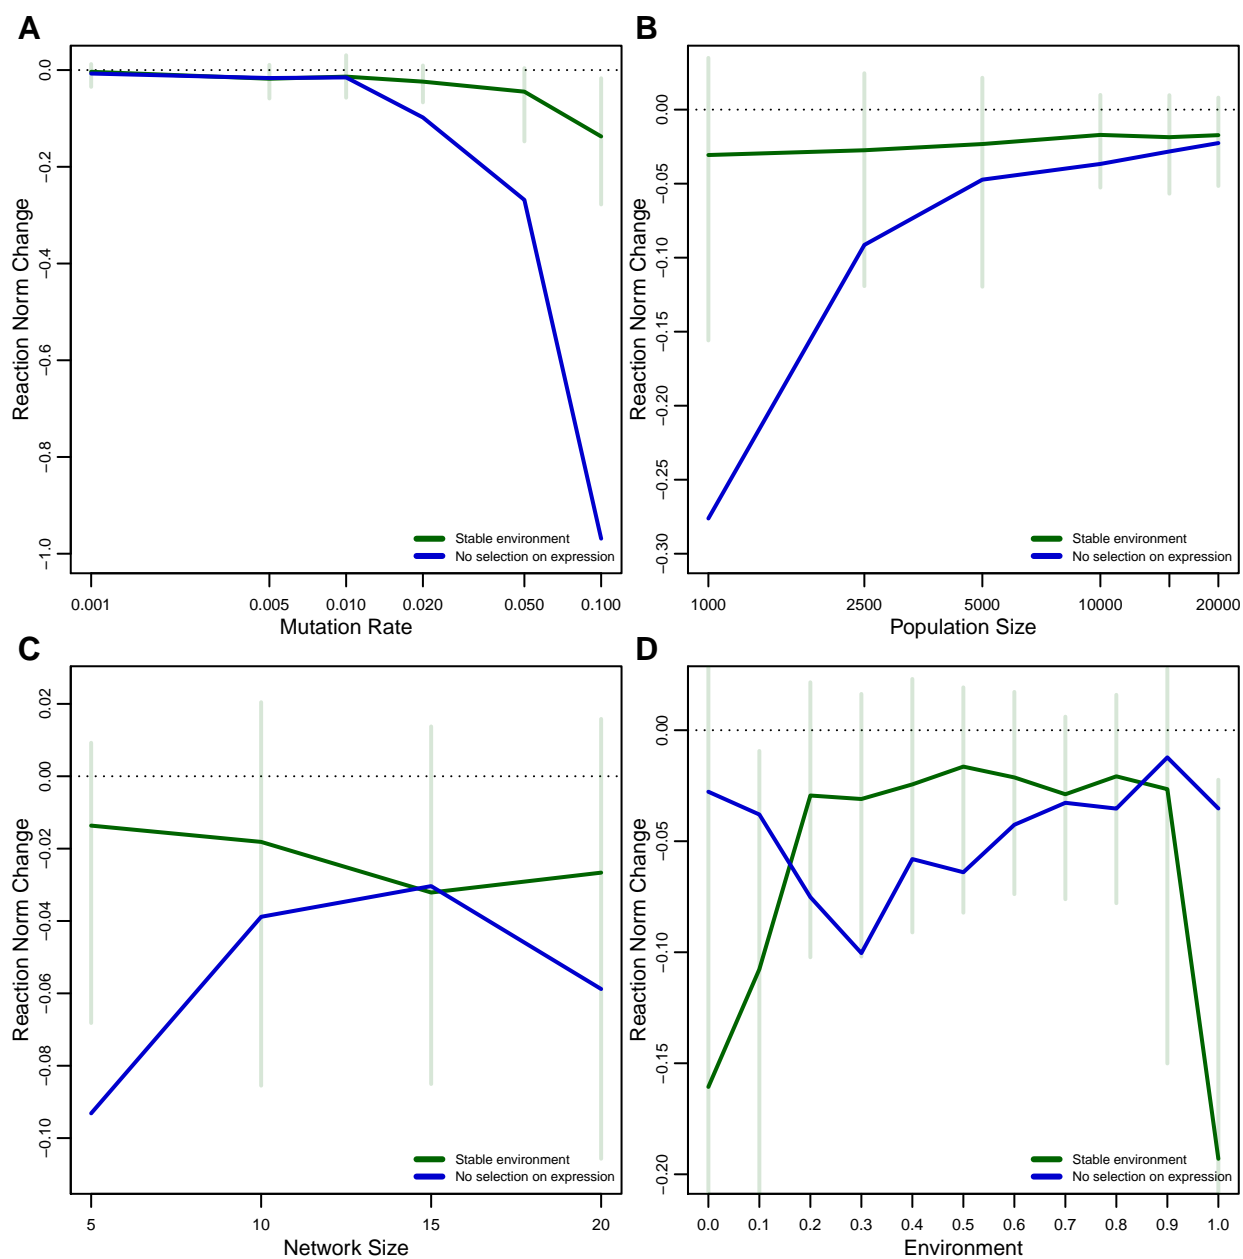 A
0.0
−0.2
−0.4
−0.6
−0.8
−1.0
Reaction Norm Change
Stable environment
No selection on expression
0.001
0.005
0.010
0.020
0.050
0.100
Mutation Rate
B
0.00
−0.05
−0.10
−0.15
−0.20
−0.25
−0.30
Reaction Norm Change
Stable environment
No selection on expression
1000
2500
5000
10000
20000
Population Size
C
0.02
0.00
−0.02
−0.04
−0.06
−0.08
−0.10
Reaction Norm Change
Stable environment
No selection on expression
5
10
15
20
Network Size
D
0.00
−0.05
−0.10
−0.15
−0.20
Reaction Norm Change
Stable environment
No selection on expression
0.0
0.1
0.2
0.3
0.4
0.5
0.6
0.7
0.8
0.9
1.0
Environment